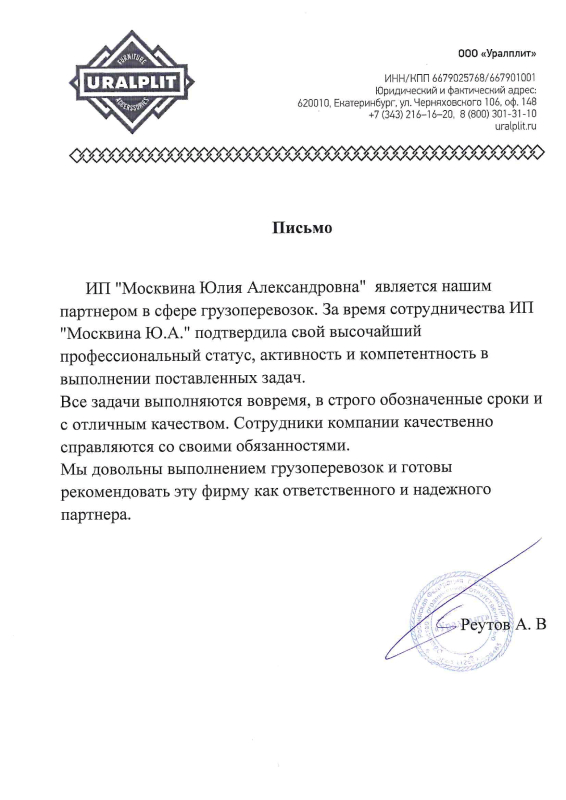 FURNITURE
URALPLIT
ACCESSORIES
ООО «Уралплит»
ИНН/КПП 6679025768/667901001
Юридический и фактический адрес:
620010, Екатеринбург, ул. Черняховского 106, оф. 148
+7 (343) 216–16–20, 8 (800) 301-31-10
uralplit.ru
Письмо
ИП "Москвина Юлия Александровна" является нашим
партнером в сфере грузоперевозок. За время сотрудничества ИП
"Москвина Ю.А." подтвердила свой высочайший
профессиональный статус, активность и компетентность в
выполнении поставленных задач.
Все задачи выполняются вовремя, в строго обозначенные сроки и
с отличным качеством. Сотрудники компании качественно
справляются со своими обязанностями.
Мы довольны выполнением грузоперевозок и готовы
рекомендовать эту фирму как ответственного и надежного
партнера.
Реутов А. В